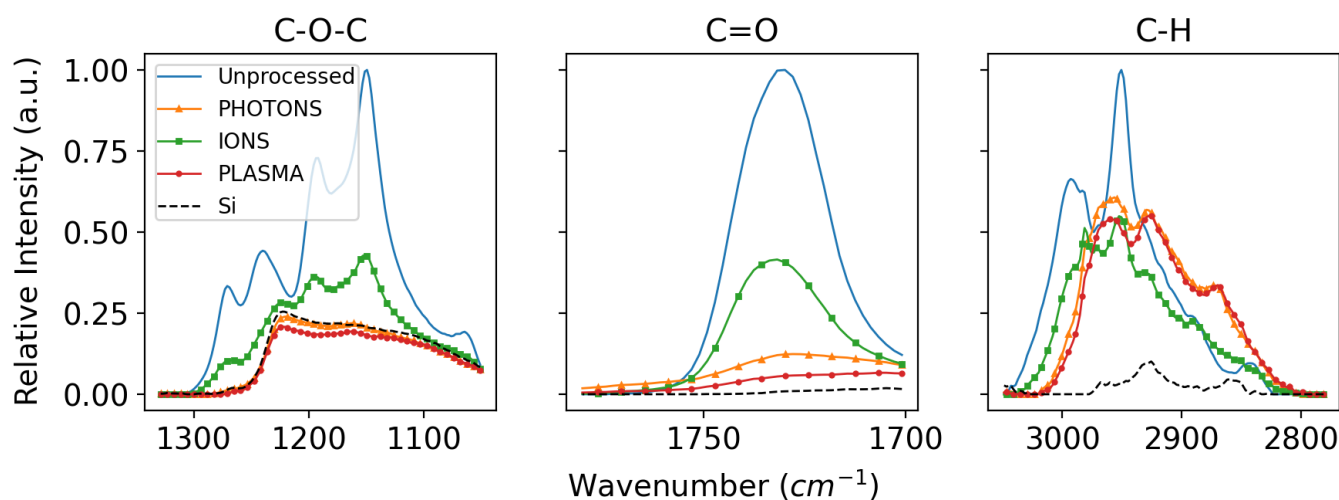 C-O-C
C=O
C-H
Relative Intensity (a.u.)
1.00
0.75
0.50
0.25
0.00
Unprocessed
PHOTONS
IONS
PLASMA
Si
1300
1200
1100
1750
1700
3000
2900
2800
Wavenumber (cm⁻¹)